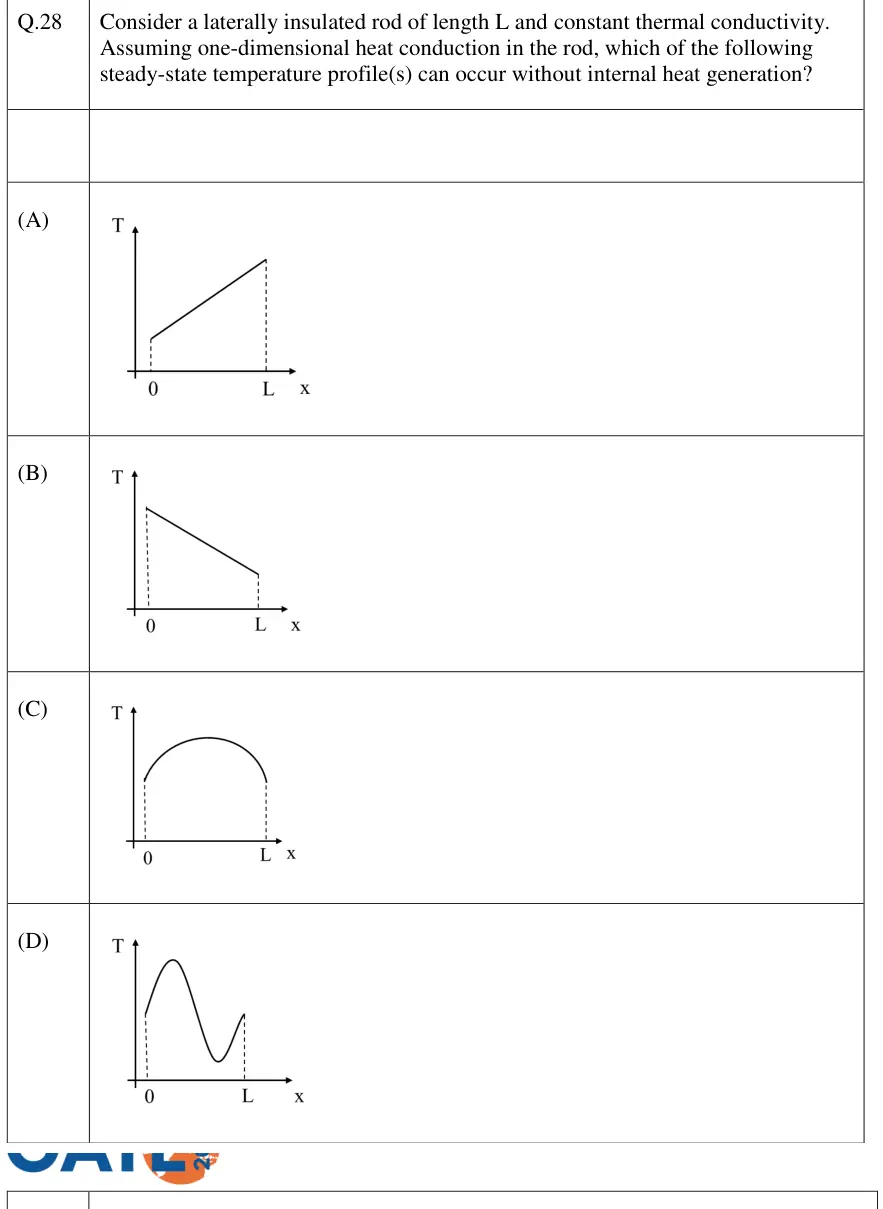 Q.28 Consider a laterally insulated rod of length L and constant thermal conductivity.
Assuming one-dimensional heat conduction in the rod, which of the following
steady-state temperature profile(s) can occur without internal heat generation?
(A)
T
0 L x
(B)
T
0 L x
(C)
T
0 L x
(D)
T
0 L x